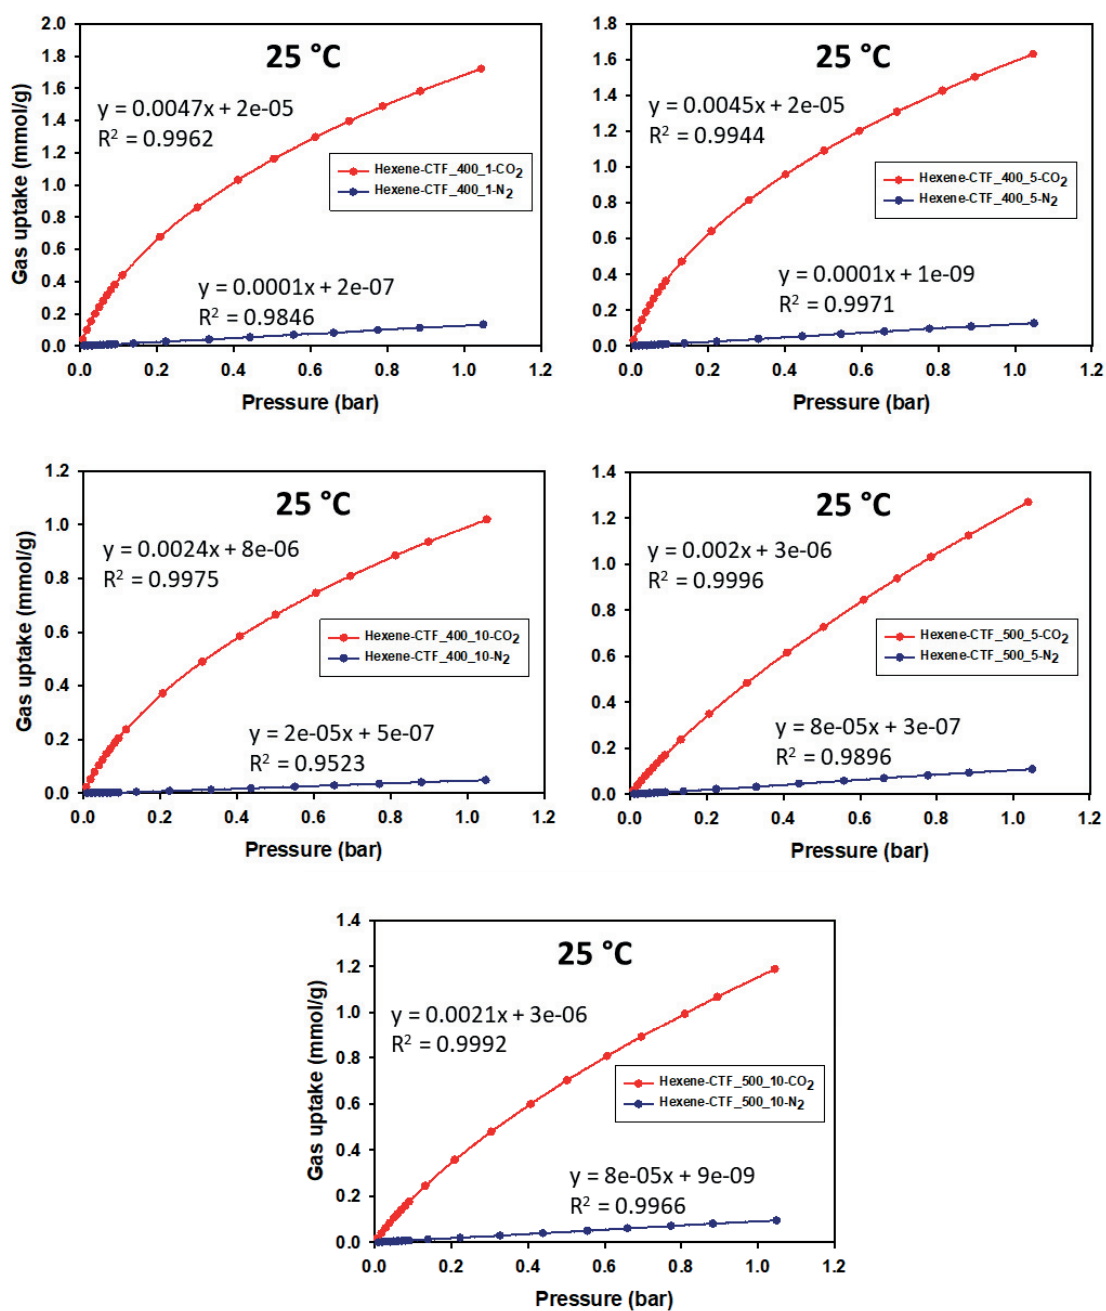 25 °C
y = 0.0047x + 2e-05
R² = 0.9962
Hexene-CTF_400_1-CO₂
Hexene-CTF_400_1-N₂
y = 0.0001x + 2e-07
R² = 0.9846
Gas uptake (mmol/g)
2.0
1.8
1.6
1.4
1.2
1.0
0.8
0.6
0.4
0.2
0.0
0.0 0.2 0.4 0.6 0.8 1.0 1.2
Pressure (bar)
25 °C
y = 0.0045x + 2e-05
R² = 0.9944
Hexene-CTF_400_5-CO₂
Hexene-CTF_400_5-N₂
y = 0.0001x + 1e-09
R² = 0.9971
1.8
1.6
1.4
1.2
1.0
0.8
0.6
0.4
0.2
0.0
0.0 0.2 0.4 0.6 0.8 1.0 1.2
Pressure (bar)
25 °C
y = 0.0024x + 8e-06
R² = 0.9975
Hexene-CTF_400_10-CO₂
Hexene-CTF_400_10-N₂
y = 2e-05x + 5e-07
R² = 0.9523
Gas uptake (mmol/g)
1.2
1.0
0.8
0.6
0.4
0.2
0.0
0.0 0.2 0.4 0.6 0.8 1.0 1.2
Pressure (bar)
25 °C
y = 0.002x + 3e-06
R² = 0.9996
Hexene-CTF_500_5-CO₂
Hexene-CTF_500_5-N₂
y = 8e-05x + 3e-07
R² = 0.9896
1.4
1.2
1.0
0.8
0.6
0.4
0.2
0.0
0.0 0.2 0.4 0.6 0.8 1.0 1.2
Pressure (bar)
25 °C
y = 0.0021x + 3e-06
R² = 0.9992
Hexene-CTF_500_10-CO₂
Hexene-CTF_500_10-N₂
y = 8e-05x + 9e-09
R² = 0.9966
Gas uptake (mmol/g)
1.4
1.2
1.0
0.8
0.6
0.4
0.2
0.0
0.0 0.2 0.4 0.6 0.8 1.0 1.2
Pressure (bar)